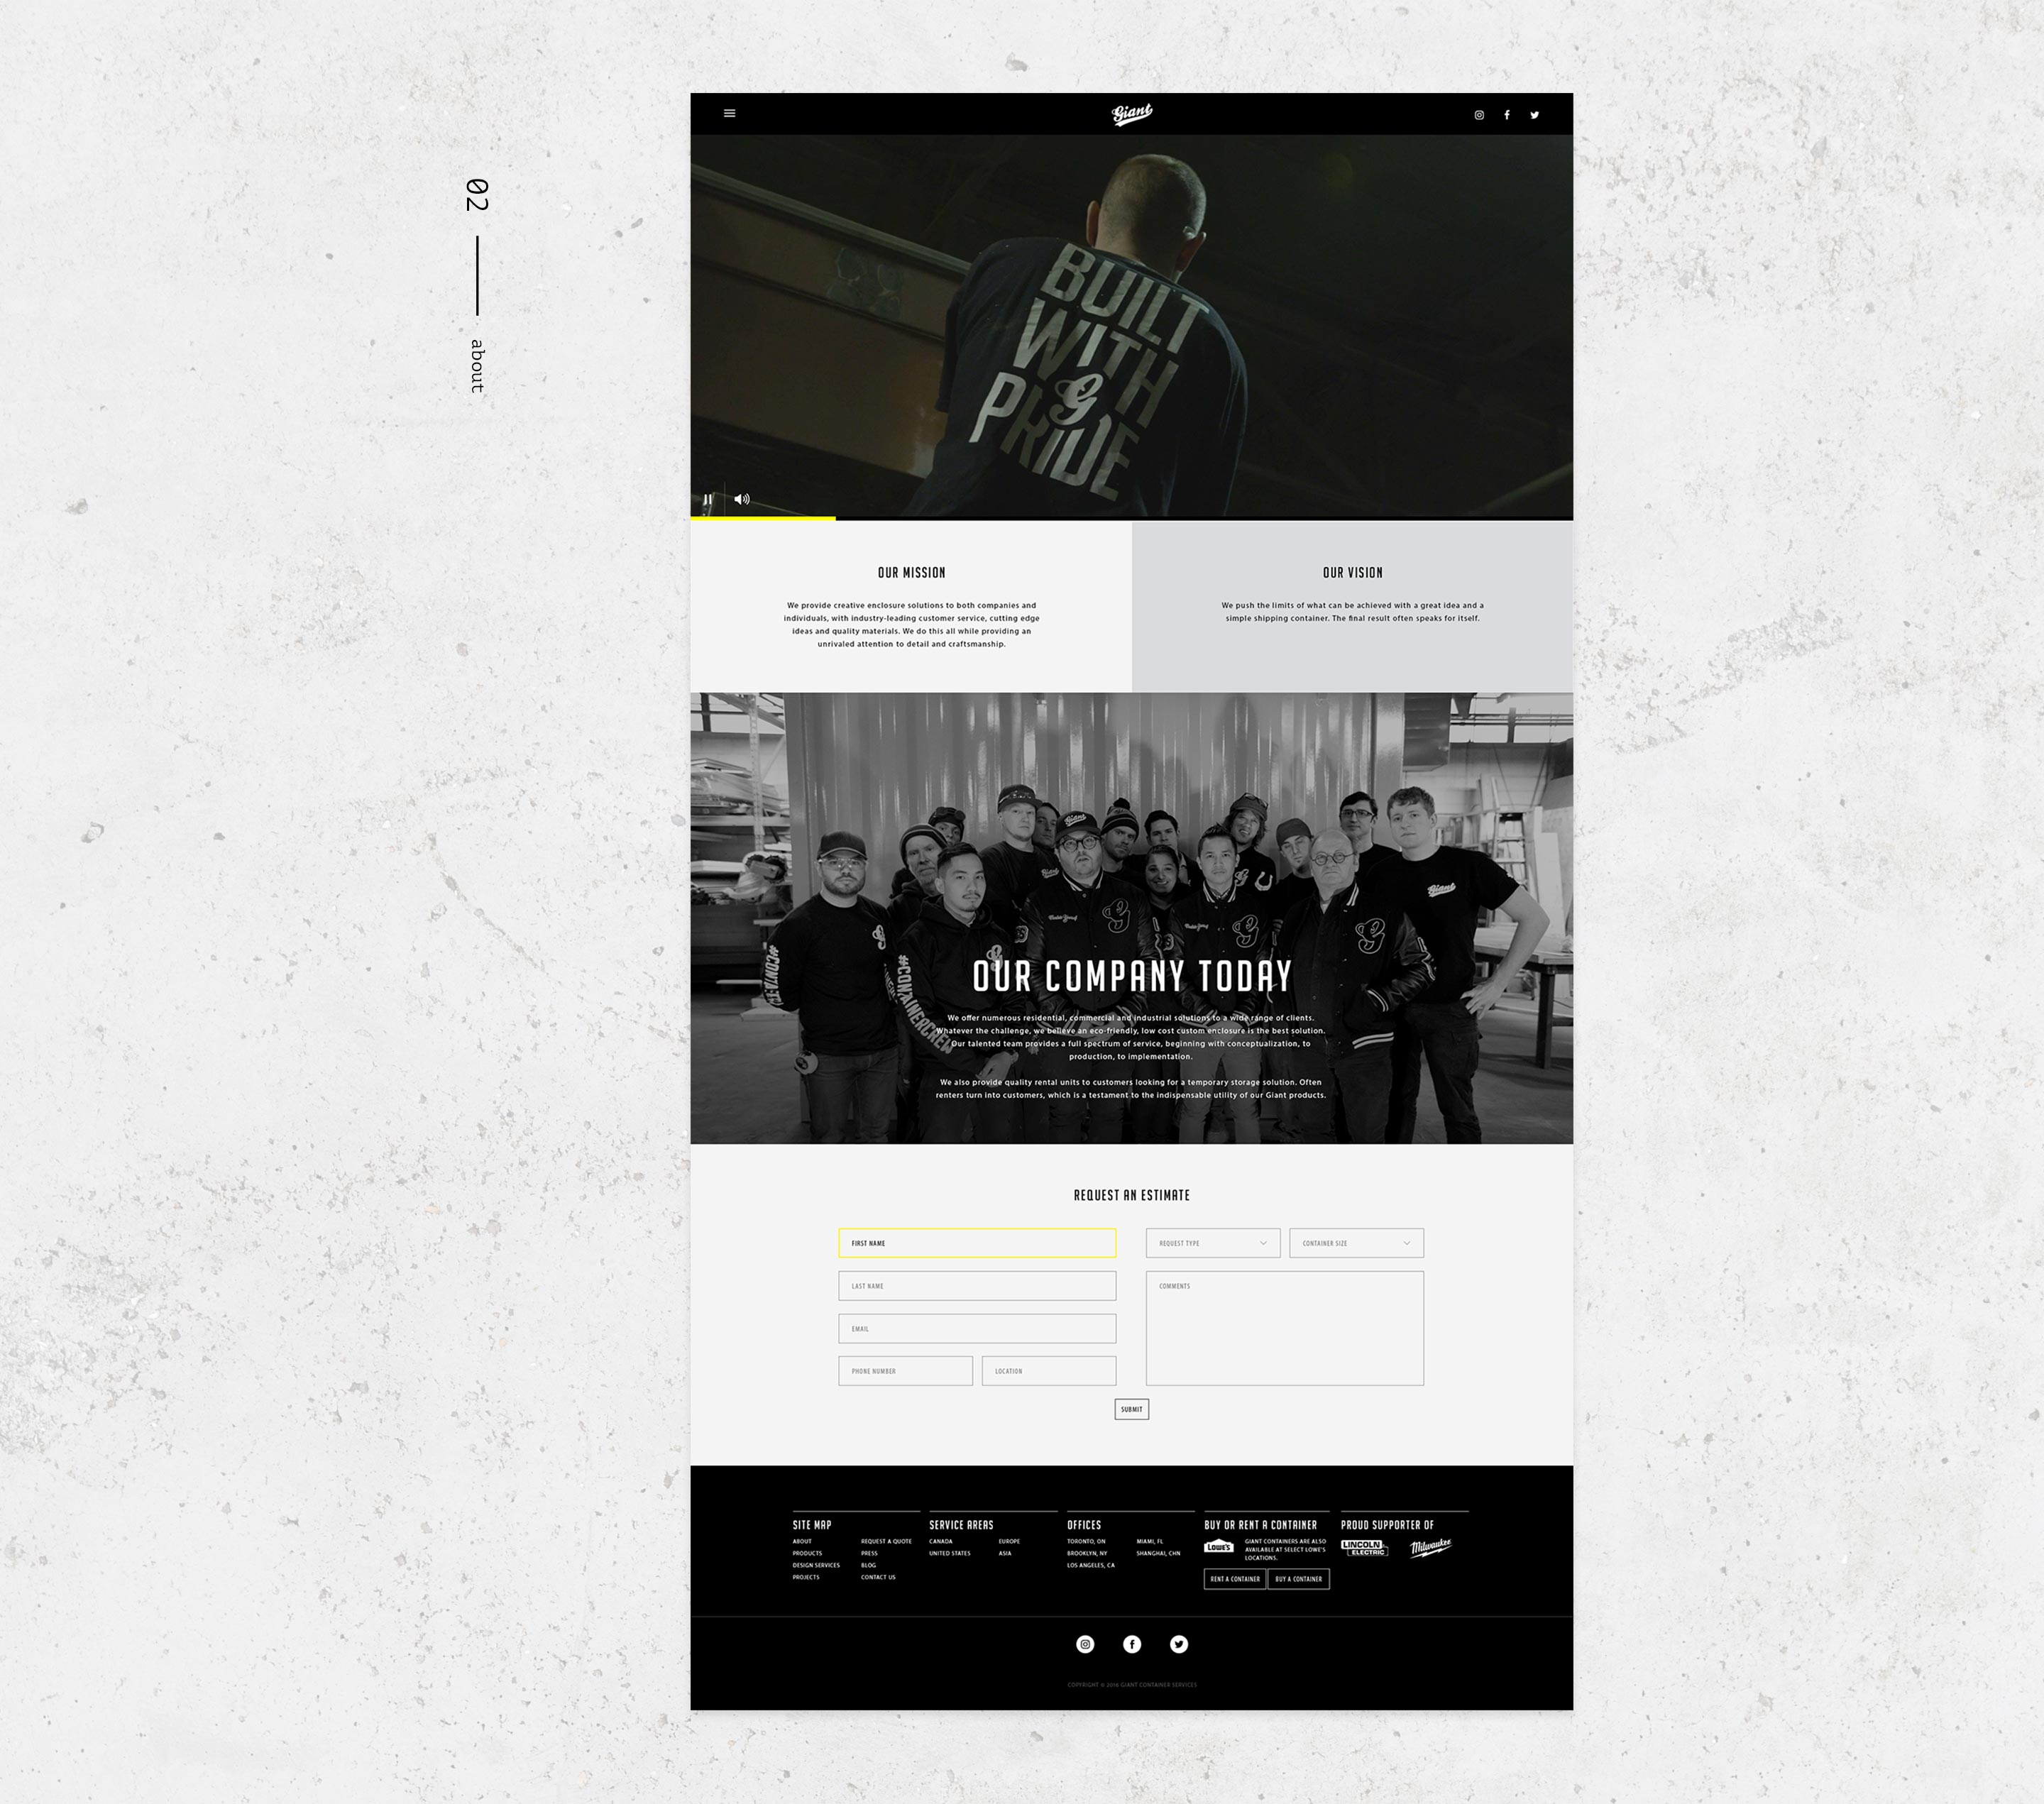 02
about
Giant
BUILT
WITH
G
PRIDE
OUR MISSION
We provide creative enclosure solutions to both companies and
individuals, with industry-leading customer service, cutting edge
ideas and quality materials. We do this all while providing an
unrivaled attention to detail and craftsmanship.
OUR VISION
We push the limits of what can be achieved with a great idea and a
simple shipping container. The final result often speaks for itself.
Giant
Giant
Giant
G
G
G
G
#CONTAINERCREW
OUR COMPANY TODAY
We offer numerous residential, commercial and industrial solutions to a wide range of clients.
Whatever the challenge, we believe an eco-friendly, low cost custom enclosure is the best solution.
Our talented team provides a full spectrum of service, beginning with conceptualization, to
production, to implementation.
We also provide quality rental units to customers looking for a temporary storage solution. Often
renters turn into customers, which is a testament to the indispensable utility of our Giant products.
REQUEST AN ESTIMATE
FIRST NAME
LAST NAME
EMAIL
PHONE NUMBER
LOCATION
REQUEST TYPE
CONTAINER SIZE
COMMENTS
SUBMIT
SITE MAP
ABOUT
PRODUCTS
DESIGN SERVICES
PROJECTS
REQUEST A QUOTE
PRESS
BLOG
CONTACT US
SERVICE AREAS
CANADA
UNITED STATES
EUROPE
ASIA
OFFICES
TORONTO, ON
BROOKLYN, NY
LOS ANGELES, CA
MIAMI, FL
SHANGHAI, CHN
BUY OR RENT A CONTAINER
LOWE'S
GIANT CONTAINERS ARE ALSO
AVAILABLE AT SELECT LOWE'S
LOCATIONS.
RENT A CONTAINER
BUY A CONTAINER
PROUD SUPPORTER OF
LINCOLN
ELECTRIC
Milwaukee
COPYRIGHT © 2016 GIANT CONTAINER SERVICES